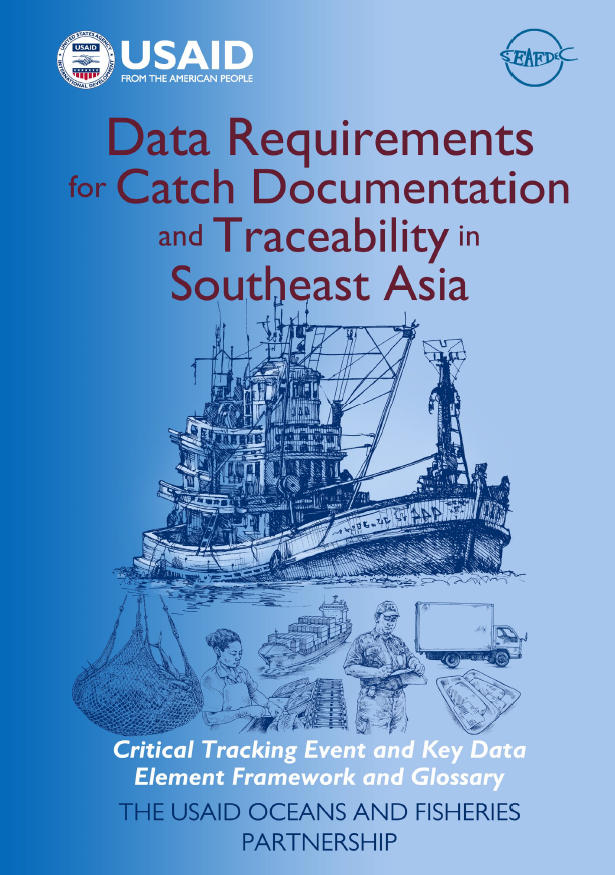 UNITED STATES AGENCY
USAID
INTERNATIONAL DEVELOPMENT
USAID
FROM THE AMERICAN PEOPLE
SEAFDEC
Data Requirements
for Catch Documentation
and Traceability in
Southeast Asia
Critical Tracking Event and Key Data
Element Framework and Glossary
THE USAID OCEANS AND FISHERIES
PARTNERSHIP